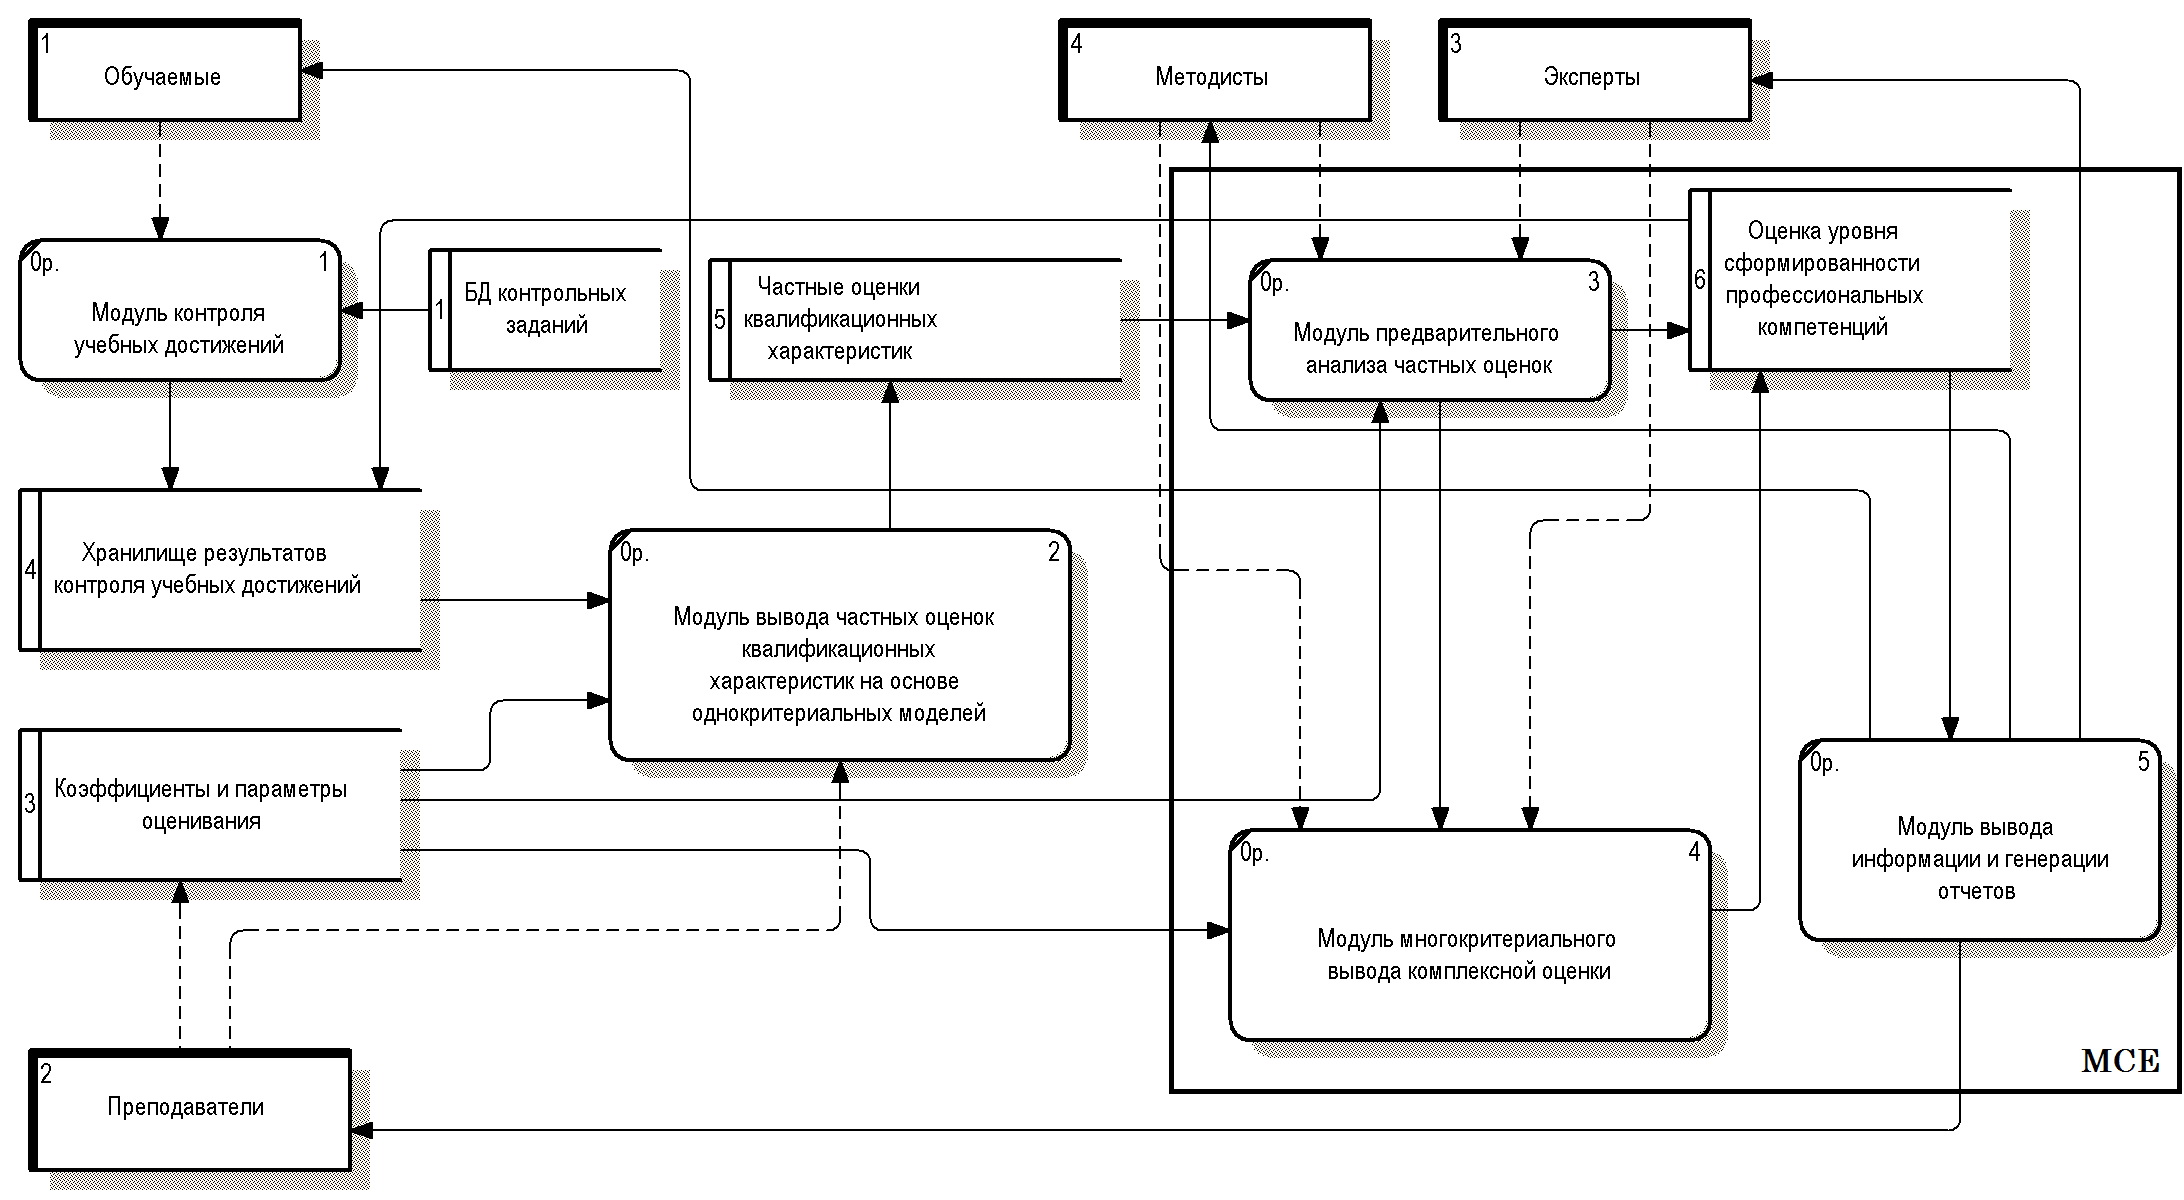 1
Обучаемые
4
Методисты
3
Эксперты
0р.
1
Модуль контроля
учебных достижений
1
БД контрольных
заданий
5
Частные оценки
квалификационных
характеристик
0р.
3
Модуль предварительного
анализа частных оценок
6
Оценка уровня
сформированности
профессиональных
компетенций
4
Хранилище результатов
контроля учебных достижений
0р.
2
Модуль вывода частных оценок
квалификационных
характеристик на основе
однокритериальных моделей
3
Коэффициенты и параметры
оценивания
0р.
4
Модуль многокритериального
вывода комплексной оценки
0р.
5
Модуль вывода
информации и генерации
отчетов
MCE
2
Преподаватели